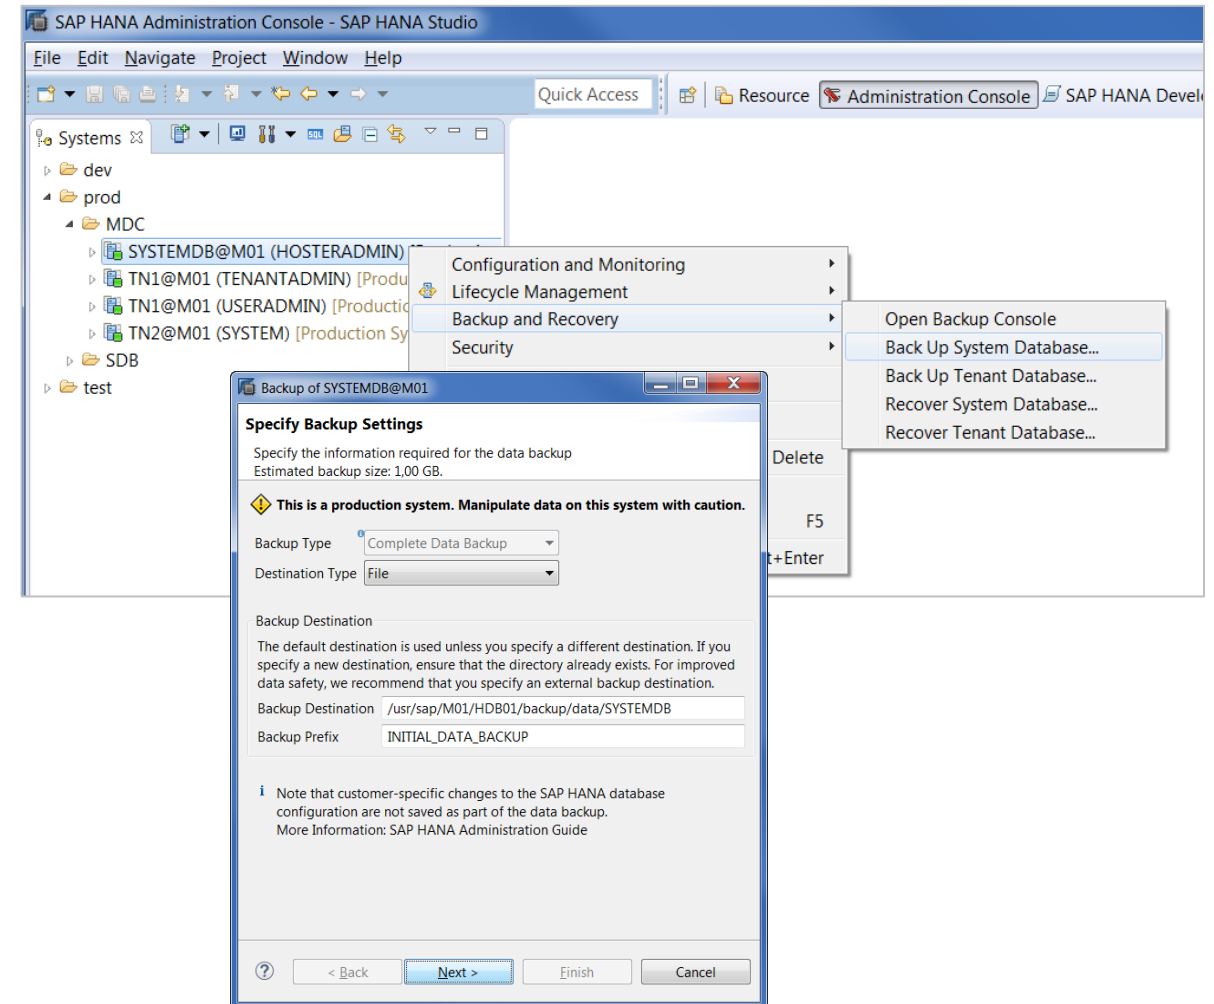 SAP HANA Administration Console - SAP HANA Studio
File Edit Navigate Project Window Help
Quick Access Resource Administration Console SAP HANA Develo
Systems
dev
prod
MDC
SYSTEMDB@M01 (HOSTERADMIN)
TN1@M01 (TENANTADMIN) [Produ
TN1@M01 (USERADMIN) [Productio
TN2@M01 (SYSTEM) [Production Sy
SDB
test
Configuration and Monitoring
Lifecycle Management
Backup and Recovery
Security
Delete
F5
t+Enter
Open Backup Console
Back Up System Database...
Back Up Tenant Database...
Recover System Database...
Recover Tenant Database...
Backup of SYSTEMDB@M01
Specify Backup Settings
Specify the information required for the data backup
Estimated backup size: 1,00 GB.
This is a production system. Manipulate data on this system with caution.
Backup Type Complete Data Backup
Destination Type File
Backup Destination
The default destination is used unless you specify a different destination. If you
specify a new destination, ensure that the directory already exists. For improved
data safety, we recommend that you specify an external backup destination.
Backup Destination /usr/sap/M01/HDB01/backup/data/SYSTEMDB
Backup Prefix INITIAL_DATA_BACKUP
Note that customer-specific changes to the SAP HANA database
configuration are not saved as part of the data backup.
More Information: SAP HANA Administration Guide
< Back Next > Finish Cancel